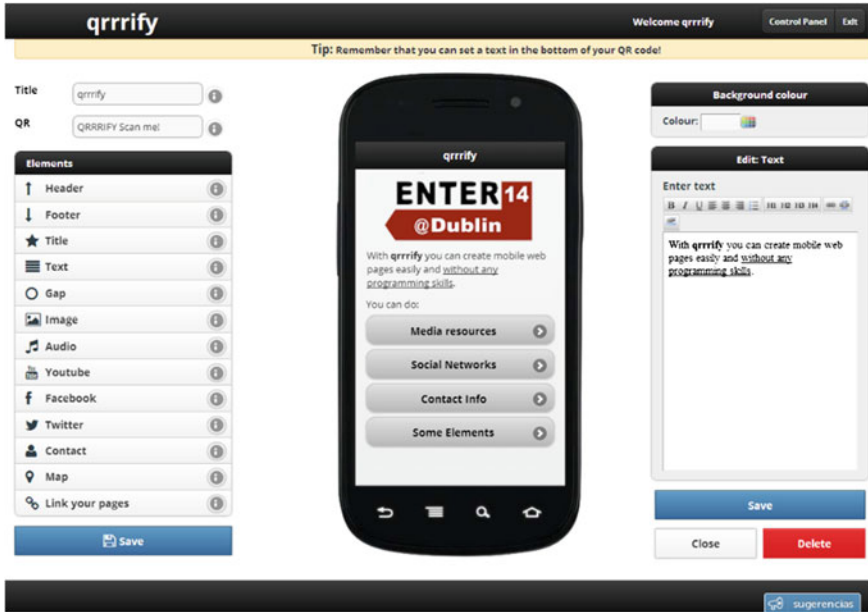 qrrrify
Welcome qrrrify
Control Panel
Exit
Tip: Remember that you can set a text in the bottom of your QR code!
Title
qrrrify
QR
QRRRIFY Scan me!
Elements
Header
Footer
Title
Text
Gap
Image
Audio
Youtube
Facebook
Twitter
Contact
Map
Link your pages
Save
qrrrify
ENTER 14
@Dublin
With qrrrify you can create mobile web
pages easily and without any
programming skills.
You can do:
Media resources
Social Networks
Contact Info
Some Elements
Background colour
Colour:
Edit: Text
Enter text
B I U
H1 H2 H3 H4
With qrrrify you can create mobile web
pages easily and without any
programming skills.
Save
Close
Delete
sugerencias